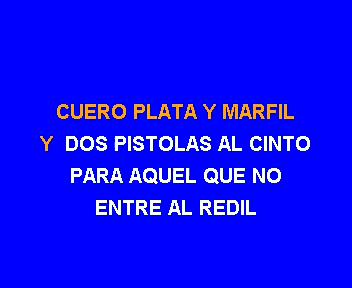 CUERO PLATA Y MARFIL
Y DOS PISTOLAS AL CINTO
PARA AQUEL QUE NO
ENTRE AL REDIL